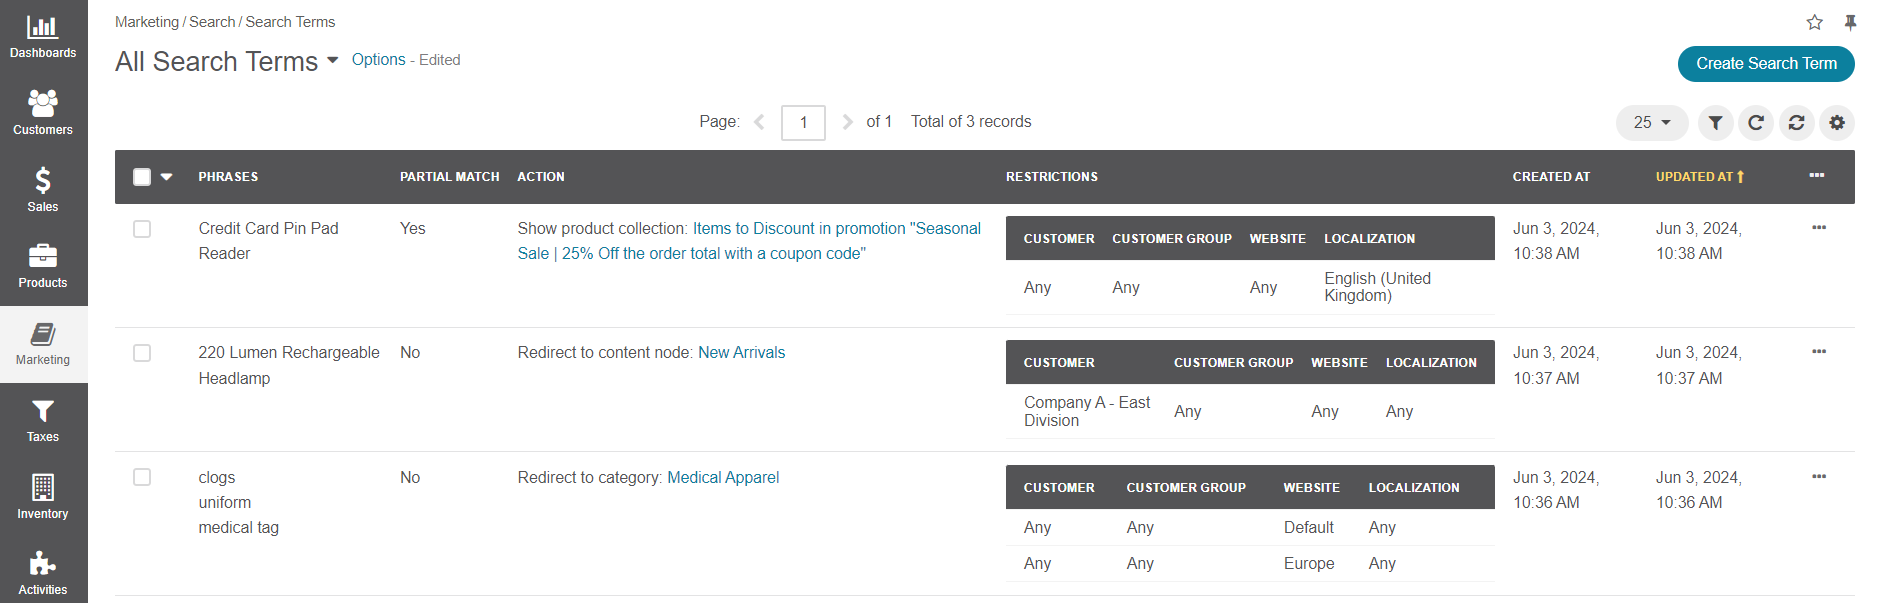 Dashboards
Customers
Sales
Products
Marketing
Taxes
Inventory
Activities
Marketing / Search / Search Terms
All Search Terms Options - Edited
Create Search Term
Page: 1 of 1 Total of 3 records
25
PHRASES PARTIAL MATCH ACTION RESTRICTIONS CREATED AT UPDATED AT
Credit Card Pin Pad
Reader
Yes
Show product collection: Items to Discount in promotion "Seasonal
Sale | 25% Off the order total with a coupon code"
CUSTOMER CUSTOMER GROUP WEBSITE LOCALIZATION
Any Any Any English (United
Kingdom)
Jun 3, 2024,
10:38 AM
Jun 3, 2024,
10:38 AM
220 Lumen Rechargeable
Headlamp
No
Redirect to content node: New Arrivals
CUSTOMER CUSTOMER GROUP WEBSITE LOCALIZATION
Company A - East
Division
Any Any Any
Jun 3, 2024,
10:37 AM
Jun 3, 2024,
10:37 AM
clogs
uniform
medical tag
No
Redirect to category: Medical Apparel
CUSTOMER CUSTOMER GROUP WEBSITE LOCALIZATION
Any Any Default Any
Any Any Europe Any
Jun 3, 2024,
10:36 AM
Jun 3, 2024,
10:36 AM